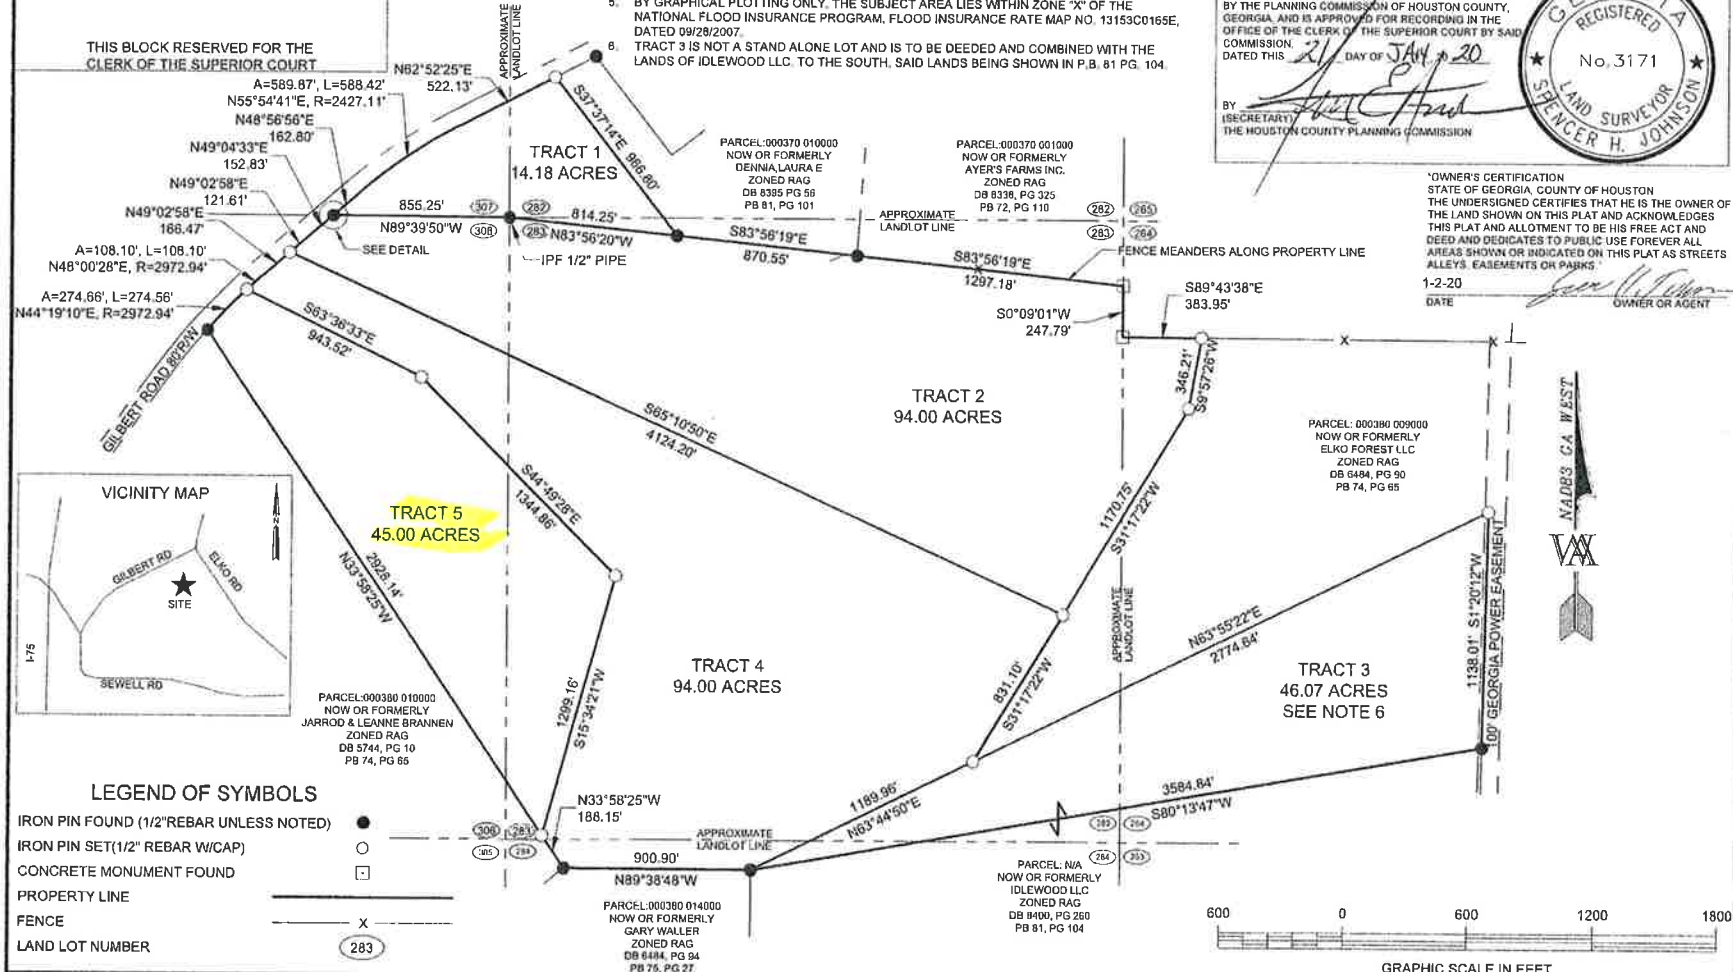 THIS BLOCK RESERVED FOR THE
CLERK OF THE SUPERIOR COURT
5. BY GRAPHICAL PLOTTING ONLY, THE SUBJECT AREA LIES WITHIN ZONE "X" OF THE
NATIONAL FLOOD INSURANCE PROGRAM, FLOOD INSURANCE RATE MAP NO. 13153C0165E,
DATED 09/28/2007.
6. TRACT 3 IS NOT A STAND ALONE LOT AND IS TO BE DEEDED AND COMBINED WITH THE
LANDS OF IDLEWOOD LLC. TO THE SOUTH, SAID LANDS BEING SHOWN IN P.B. 81 PG. 104.
BY THE PLANNING COMMISSION OF HOUSTON COUNTY,
GEORGIA, AND IS APPROVED FOR RECORDING IN THE
OFFICE OF THE CLERK OF THE SUPERIOR COURT BY SAID
COMMISSION.
DATED THIS 21 DAY OF JAN, 20
BY
(SECRETARY)
THE HOUSTON COUNTY PLANNING COMMISSION
GEORGIA
REGISTERED
No. 3171
LAND SURVEYOR
SPENCER H. JOHNSON
"OWNER'S CERTIFICATION
STATE OF GEORGIA, COUNTY OF HOUSTON
THE UNDERSIGNED CERTIFIES THAT HE IS THE OWNER OF
THE LAND SHOWN ON THIS PLAT AND ACKNOWLEDGES
THIS PLAT AND ALLOTMENT TO BE HIS FREE ACT AND
DEED AND DEDICATES TO PUBLIC USE FOREVER ALL
AREAS SHOWN OR INDICATED ON THIS PLAT AS STREETS
ALLEYS, EASEMENTS OR PARKS."
1-2-20
DATE
OWNER OR AGENT
APPROXIMATE
LANDLOT LINE
N62°52'25"E
522.13'
A=589.87', L=588.42'
N55°54'41"E, R=2427.11'
N48°56'56"E
162.80'
N49°04'33"E
152.83'
N49°02'58"E
121.61'
N49°02'58"E
166.47'
A=108.10', L=108.10'
N48°00'28"E, R=2972.94'
A=274.66', L=274.56'
N44°19'10"E, R=2972.94'
GILBERT ROAD 80'R/W
S37°37'14"E 966.80'
TRACT 1
14.18 ACRES
855.25'
N89°39'50"W
SEE DETAIL
307
308
282
283
814.25'
N83°56'20"W
IPF 1/2" PIPE
PARCEL:000370 010000
NOW OR FORMERLY
DENNIA,LAURA E
ZONED RAG
DB 8395 PG 56
PB 81, PG 101
PARCEL:000370 001000
NOW OR FORMERLY
AYER'S FARMS INC.
ZONED RAG
DB 8338, PG 325
PB 72, PG 110
APPROXIMATE
LANDLOT LINE
282
265
283
264
S83°56'19"E
870.55'
S83°56'19"E
1297.18'
FENCE MEANDERS ALONG PROPERTY LINE
S89°43'38"E
383.95'
S0°09'01"W
247.79'
X
X
346.21'
S9°57'26"W
S63°36'33"E
943.52'
TRACT 2
94.00 ACRES
S65°10'50"E
4124.20'
PARCEL: 000380 009000
NOW OR FORMERLY
ELKO FOREST LLC
ZONED RAG
DB 6484, PG 90
PB 74, PG 65
NAD83 GA WEST
1170.75'
S31°17'22"W
VICINITY MAP
N
GILBERT RD
ELKO RD
SITE
I-75
SEWELL RD
TRACT 5
45.00 ACRES
S44°49'28"E
1344.86'
2928.14'
N33°58'25"W
1299.16'
S15°34'21"W
TRACT 4
94.00 ACRES
831.10'
S31°17'22"W
APPROXIMATE
LANDLOT LINE
N63°55'22"E
2774.64'
TRACT 3
46.07 ACRES
SEE NOTE 6
1138.01' S1°20'12"W
100' GEORGIA POWER EASEMENT
PARCEL:000380 010000
NOW OR FORMERLY
JARROD & LEANNE BRANNEN
ZONED RAG
DB 5744, PG 10
PB 74, PG 65
LEGEND OF SYMBOLS
IRON PIN FOUND (1/2"REBAR UNLESS NOTED)
IRON PIN SET(1/2" REBAR W/CAP)
CONCRETE MONUMENT FOUND
PROPERTY LINE
FENCE X
LAND LOT NUMBER 283
N33°58'25"W
188.15'
283
284
900.90'
N89°38'48"W
APPROXIMATE
LANDLOT LINE
1189.96'
N63°44'50"E
3584.84'
S80°13'47"W
264
284
PARCEL:000380 014000
NOW OR FORMERLY
GARY WALLER
ZONED RAG
DB 6484, PG 94
PB 75, PG 27
PARCEL: N/A
NOW OR FORMERLY
IDLEWOOD LLC
ZONED RAG
DB 8400, PG 260
PB 81, PG 104
600 0 600 1200 1800
GRAPHIC SCALE IN FEET